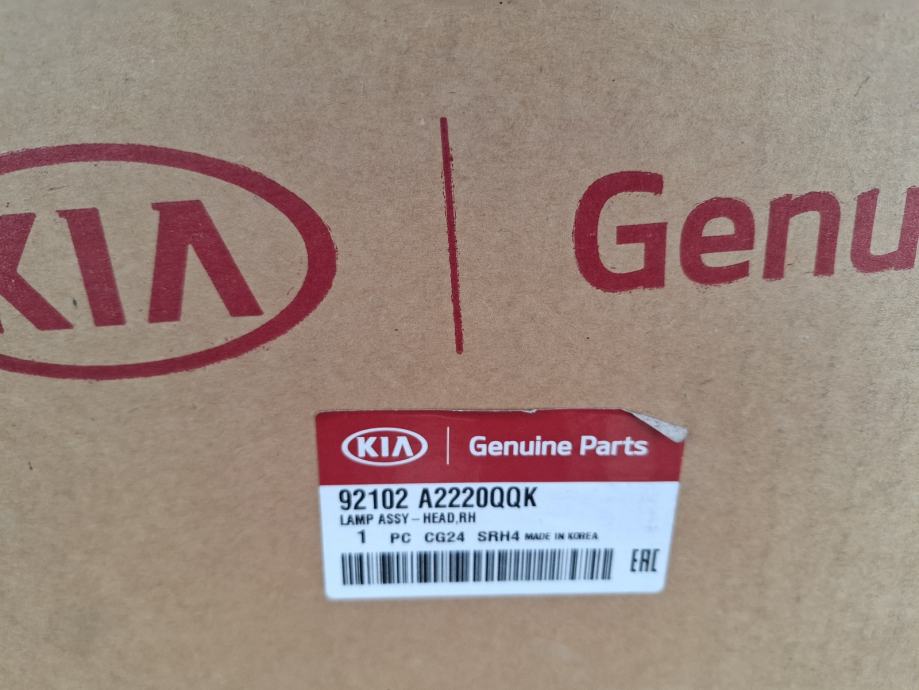 KIA
Genu
KIA Genuine Parts
92102 A2220QQK
LAMP ASSY-HEAD,RH
1 PC CG24 SRH4 MADE IN KOREA
EAC